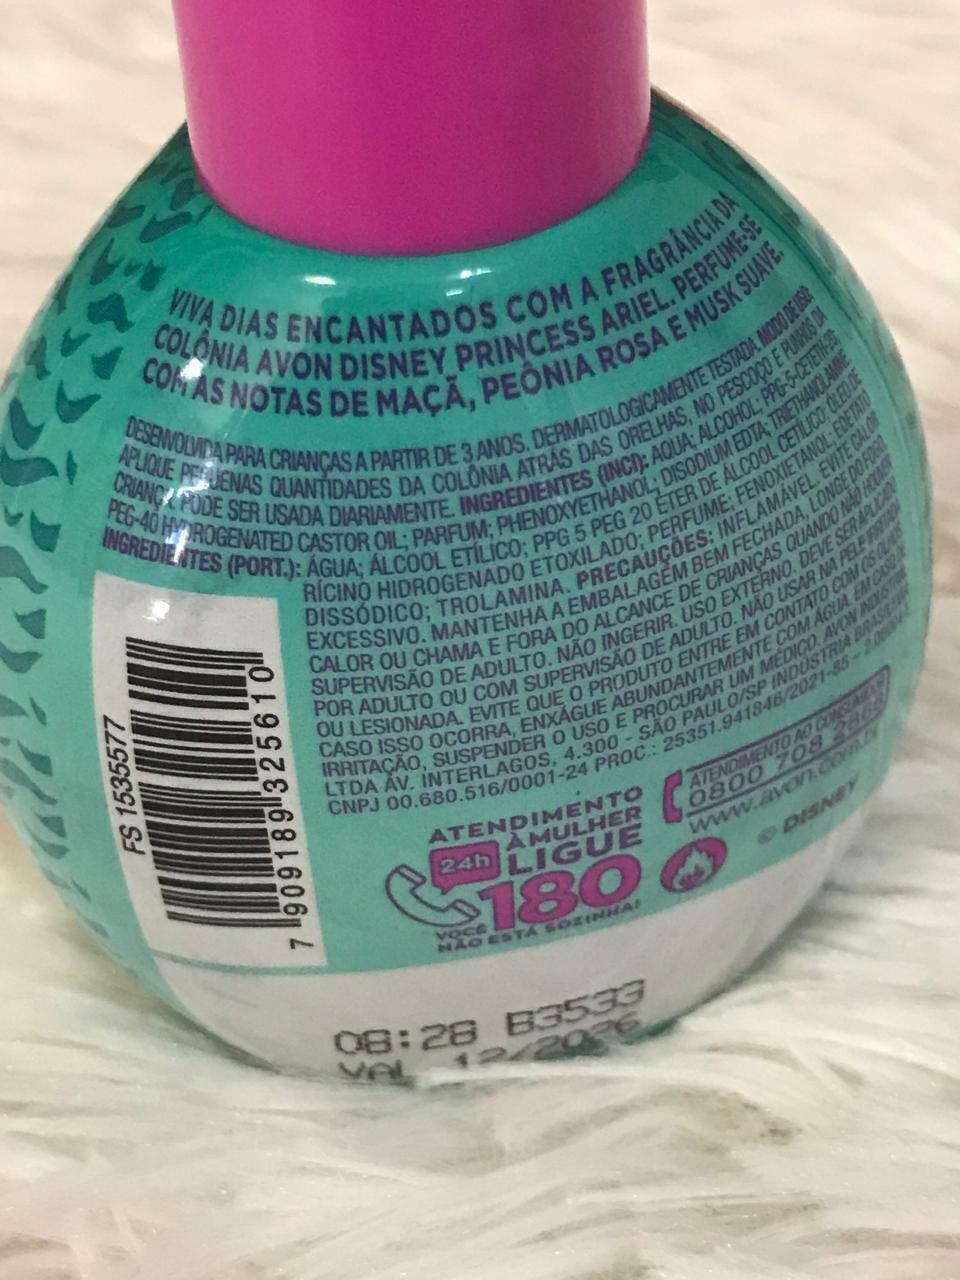 VIVA DIAS ENCANTADOS COM A FRAGRÂNCIA DA
COLÔNIA AVON DISNEY PRINCESS ARIEL. PERFUME-SE
COM AS NOTAS DE MAÇÃ, PEÔNIA ROSA E MUSK SUAVE.
DESENVOLVIDA PARA CRIANÇAS A PARTIR DE 3 ANOS. DERMATOLOGICAMENTE TESTADA. MODO DE USO:
APLIQUE PEQUENAS QUANTIDADES DA COLÔNIA ATRÁS DAS ORELHAS, NO PESCOÇO E PUNHOS. DA
CRIANÇA. PODE SER USADA DIARIAMENTE. INGREDIENTES (INCI): AQUA; ALCOHOL; PPG-5-CETETH-20;
PEG-40 HYDROGENATED CASTOR OIL; PARFUM; PHENOXYETHANOL; DISODIUM EDTA; TRIETHANOLAMINE
INGREDIENTES (PORT.): ÁGUA; ÁLCOOL ETÍLICO; PPG 5 PEG 20 ÉTER DE ÁLCOOL CETÍLICO; ÓLEO DE
RÍCINO HIDROGENADO ETOXILADO; PERFUME; FENOXIETANOL; EDETATO
DISSÓDICO; TROLAMINA. PRECAUÇÕES: INFLAMÁVEL. EVITE CALOR
EXCESSIVO. MANTENHA A EMBALAGEM BEM FECHADA, LONGE DO FOGO,
CALOR OU CHAMA E FORA DO ALCANCE DE CRIANÇAS QUANDO NÃO HOUVER
SUPERVISÃO DE ADULTO. NÃO INGERIR. USO EXTERNO. DEVE SER APLICADO
POR ADULTO OU COM SUPERVISÃO DE ADULTO. NÃO USAR NA PELE
OU LESIONADA. EVITE QUE O PRODUTO ENTRE EM CONTATO COM OS
CASO ISSO OCORRA, ENXÁGUE ABUNDANTEMENTE COM ÁGUA. EM CASO
IRRITAÇÃO, SUSPENDER O USO E PROCURAR UM MÉDICO. AVON INDUSTRIAL
LTDA AV. INTERLAGOS, 4.300 - SÃO PAULO/SP INDÚSTRIA BRASILEIRA
CNPJ 00.680.516/0001-24 PROC.: 25351.941846/2021-85 -
FS 1535577
7 909189 325610
ATENDIMENTO
À MULHER
24h LIGUE
180
VOCÊ
NÃO ESTÁ SOZINHA!
ATENDIMENTO AO CONSUMIDOR
0800 708 2866
www.avon.com.br
© DISNEY
08:28 B3533
VAL 12/2026